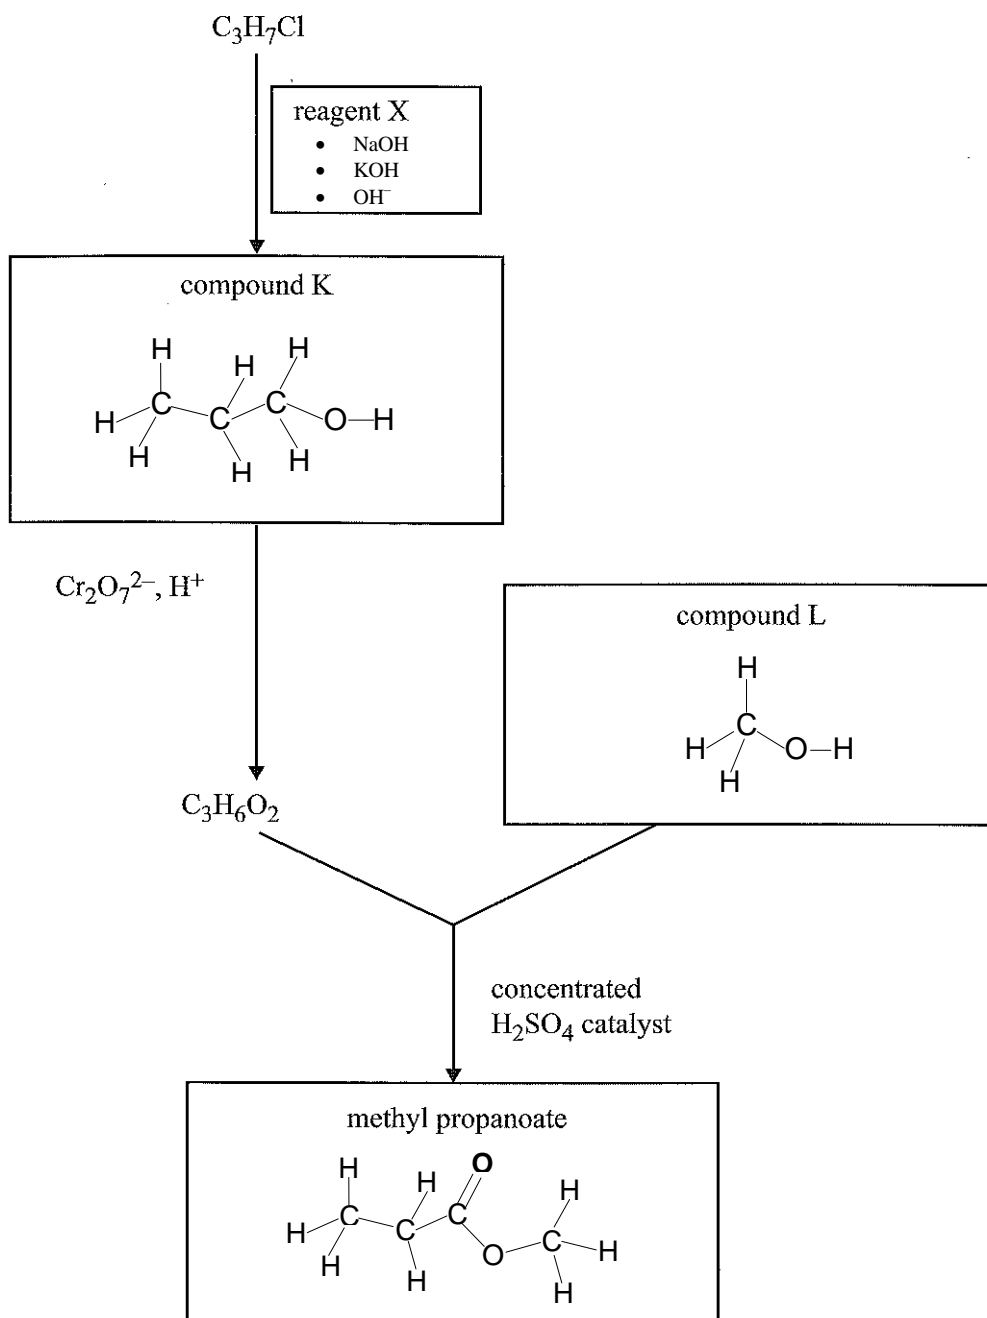 C₃H₇Cl
reagent X
• NaOH
• KOH
• OH⁻
compound K
H H H
H C C C O H
H H H
Cr₂O₇²⁻, H⁺
compound L
H
H C O H
H
C₃H₆O₂
concentrated
H₂SO₄ catalyst
methyl propanoate
H H O H
H C C C O C H
H H H